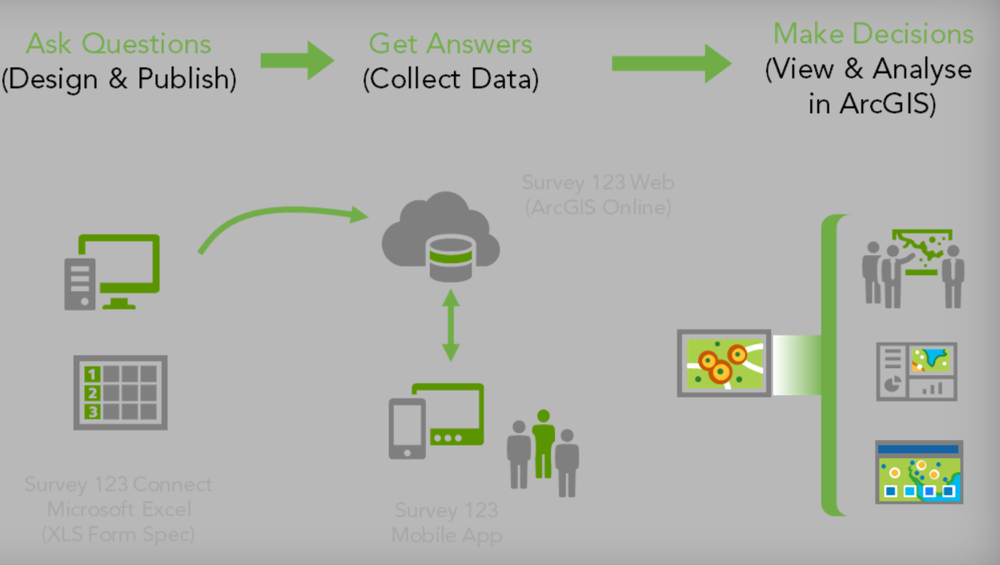 Ask Questions
(Design & Publish)
Get Answers
(Collect Data)
Make Decisions
(View & Analyse
in ArcGIS)
Survey 123 Web
(ArcGIS Online)
1
2
3
Survey 123 Connect
Microsoft Excel
(XLS Form Spec)
Survey 123
Mobile App